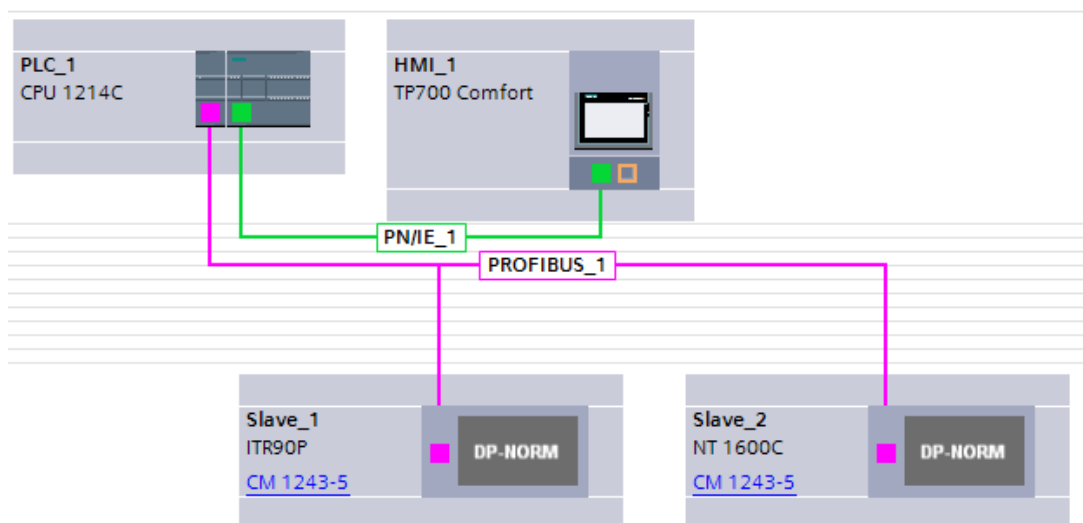 PLC_1
CPU 1214C
HMI_1
TP700 Comfort
PN/IE_1
PROFIBUS_1
Slave_1
ITR90P
CM 1243-5
DP-NORM
Slave_2
NT 1600C
CM 1243-5
DP-NORM